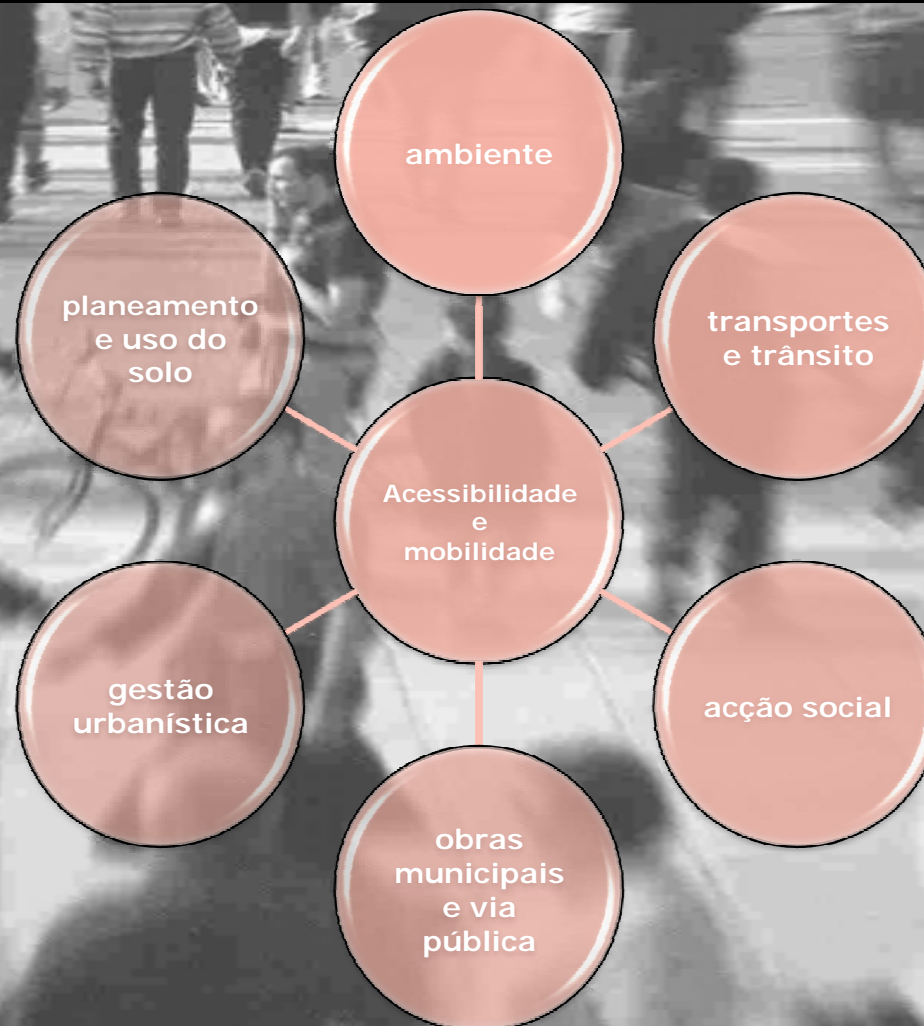 ambiente
planeamento
e uso do
solo
transportes
e trânsito
Acessibilidade
e
mobilidade
gestão
urbanística
acção social
obras
municipais
e via
pública